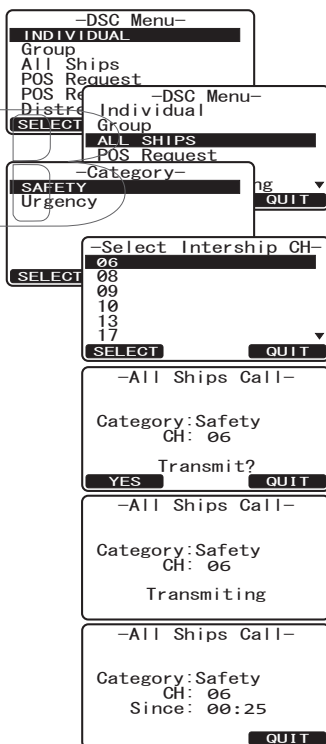 -DSC Menu-
INDIVIDUAL
Group
All Ships
POS Request
POS Re
Distre
SELECT
-DSC Menu-
Individual
Group
ALL SHIPS
POS Request
ng
QUIT
-Category-
SAFETY
Urgency
SELECT
-Select Intership CH-
06
08
09
10
13
17
SELECT QUIT
-All Ships Call-
Category:Safety
CH: 06
Transmit?
YES QUIT
-All Ships Call-
Category:Safety
CH: 06
Transmiting
-All Ships Call-
Category:Safety
CH: 06
Since: 00:25
QUIT